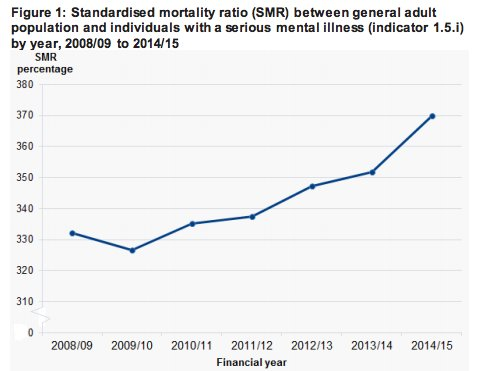 Figure 1: Standardised mortality ratio (SMR) between general adult
population and individuals with a serious mental illness (indicator 1.5.i)
by year, 2008/09 to 2014/15
SMR
percentage
380
370
360
350
340
330
320
310
0
2008/09 2009/10 2010/11 2011/12 2012/13 2013/14 2014/15
Financial year